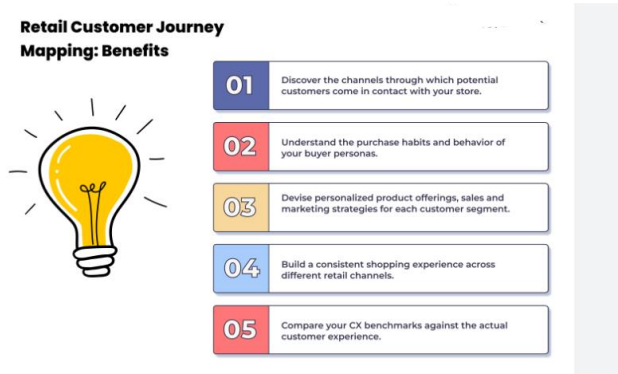 Retail Customer Journey
Mapping: Benefits
01
Discover the channels through which potential
customers come in contact with your store.
02
Understand the purchase habits and behavior of
your buyer personas.
03
Devise personalized product offerings, sales and
marketing strategies for each customer segment.
04
Build a consistent shopping experience across
different retail channels.
05
Compare your CX benchmarks against the actual
customer experience.